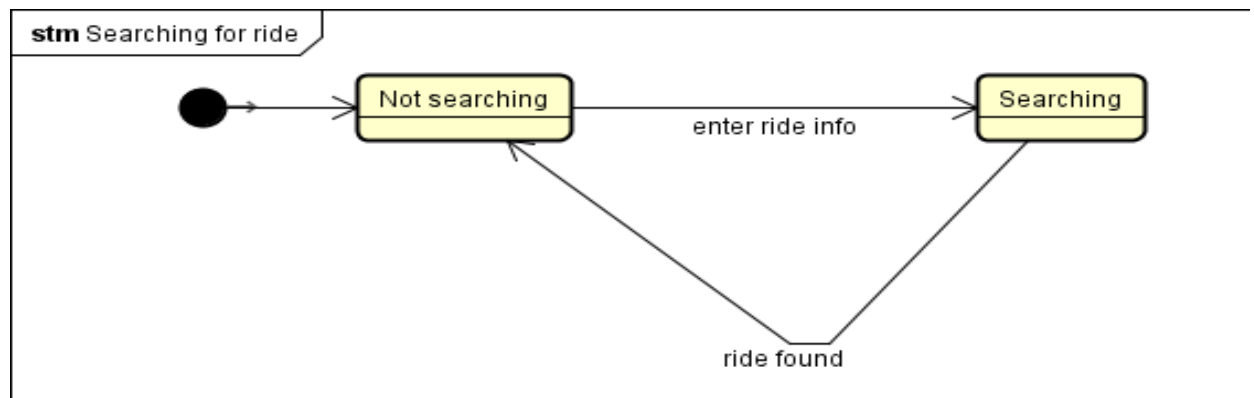 stm Searching for ride
Not searching
Searching
enter ride info
ride found